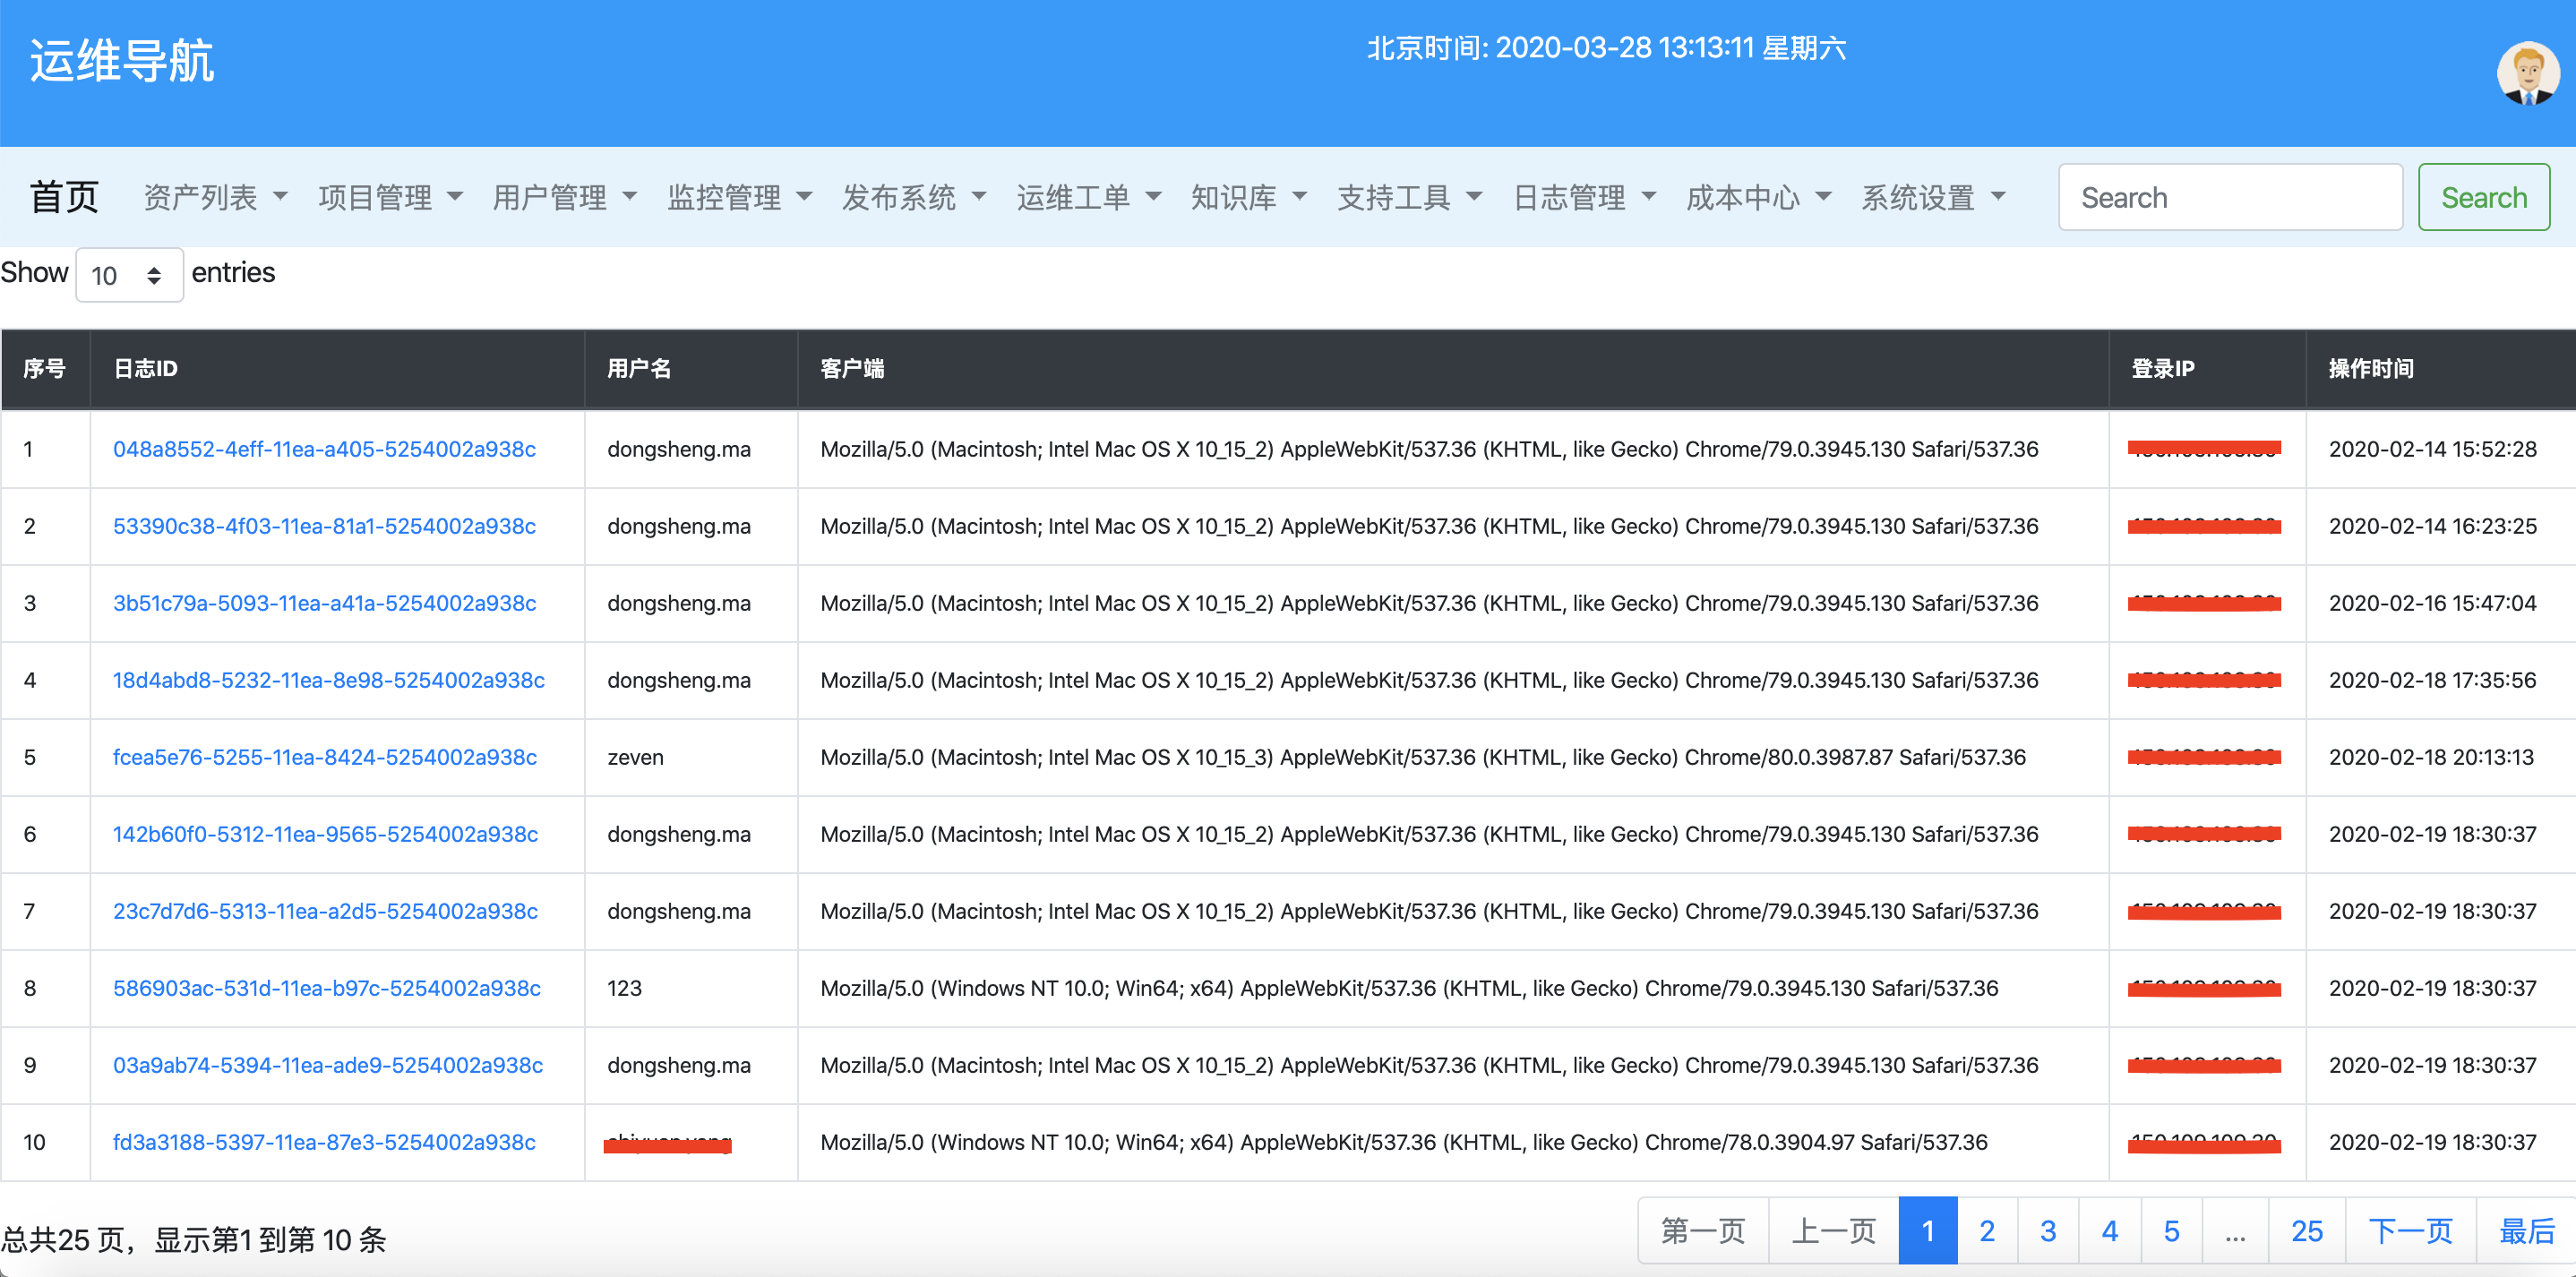 运维导航
北京时间: 2020-03-28 13:13:11 星期六
首页 资产列表 项目管理 用户管理 监控管理 发布系统 运维工单 知识库 支持工具 日志管理 成本中心 系统设置 Search Search
Show 10 entries
序号 日志ID 用户名 客户端 登录IP 操作时间
1 048a8552-4eff-11ea-a405-5254002a938c dongsheng.ma Mozilla/5.0 (Macintosh; Intel Mac OS X 10_15_2) AppleWebKit/537.36 (KHTML, like Gecko) Chrome/79.0.3945.130 Safari/537.36 2020-02-14 15:52:28
2 53390c38-4f03-11ea-81a1-5254002a938c dongsheng.ma Mozilla/5.0 (Macintosh; Intel Mac OS X 10_15_2) AppleWebKit/537.36 (KHTML, like Gecko) Chrome/79.0.3945.130 Safari/537.36 2020-02-14 16:23:25
3 3b51c79a-5093-11ea-a41a-5254002a938c dongsheng.ma Mozilla/5.0 (Macintosh; Intel Mac OS X 10_15_2) AppleWebKit/537.36 (KHTML, like Gecko) Chrome/79.0.3945.130 Safari/537.36 2020-02-16 15:47:04
4 18d4abd8-5232-11ea-8e98-5254002a938c dongsheng.ma Mozilla/5.0 (Macintosh; Intel Mac OS X 10_15_2) AppleWebKit/537.36 (KHTML, like Gecko) Chrome/79.0.3945.130 Safari/537.36 2020-02-18 17:35:56
5 fcea5e76-5255-11ea-8424-5254002a938c zeven Mozilla/5.0 (Macintosh; Intel Mac OS X 10_15_3) AppleWebKit/537.36 (KHTML, like Gecko) Chrome/80.0.3987.87 Safari/537.36 2020-02-18 20:13:13
6 142b60f0-5312-11ea-9565-5254002a938c dongsheng.ma Mozilla/5.0 (Macintosh; Intel Mac OS X 10_15_2) AppleWebKit/537.36 (KHTML, like Gecko) Chrome/79.0.3945.130 Safari/537.36 2020-02-19 18:30:37
7 23c7d7d6-5313-11ea-a2d5-5254002a938c dongsheng.ma Mozilla/5.0 (Macintosh; Intel Mac OS X 10_15_2) AppleWebKit/537.36 (KHTML, like Gecko) Chrome/79.0.3945.130 Safari/537.36 2020-02-19 18:30:37
8 586903ac-531d-11ea-b97c-5254002a938c 123 Mozilla/5.0 (Windows NT 10.0; Win64; x64) AppleWebKit/537.36 (KHTML, like Gecko) Chrome/79.0.3945.130 Safari/537.36 2020-02-19 18:30:37
9 03a9ab74-5394-11ea-ade9-5254002a938c dongsheng.ma Mozilla/5.0 (Macintosh; Intel Mac OS X 10_15_2) AppleWebKit/537.36 (KHTML, like Gecko) Chrome/79.0.3945.130 Safari/537.36 2020-02-19 18:30:37
10 fd3a3188-5397-11ea-87e3-5254002a938c Mozilla/5.0 (Windows NT 10.0; Win64; x64) AppleWebKit/537.36 (KHTML, like Gecko) Chrome/78.0.3904.97 Safari/537.36 2020-02-19 18:30:37
总共25 页，显示第1 到第 10 条
第一页 上一页 1 2 3 4 5 ... 25 下一页 最后